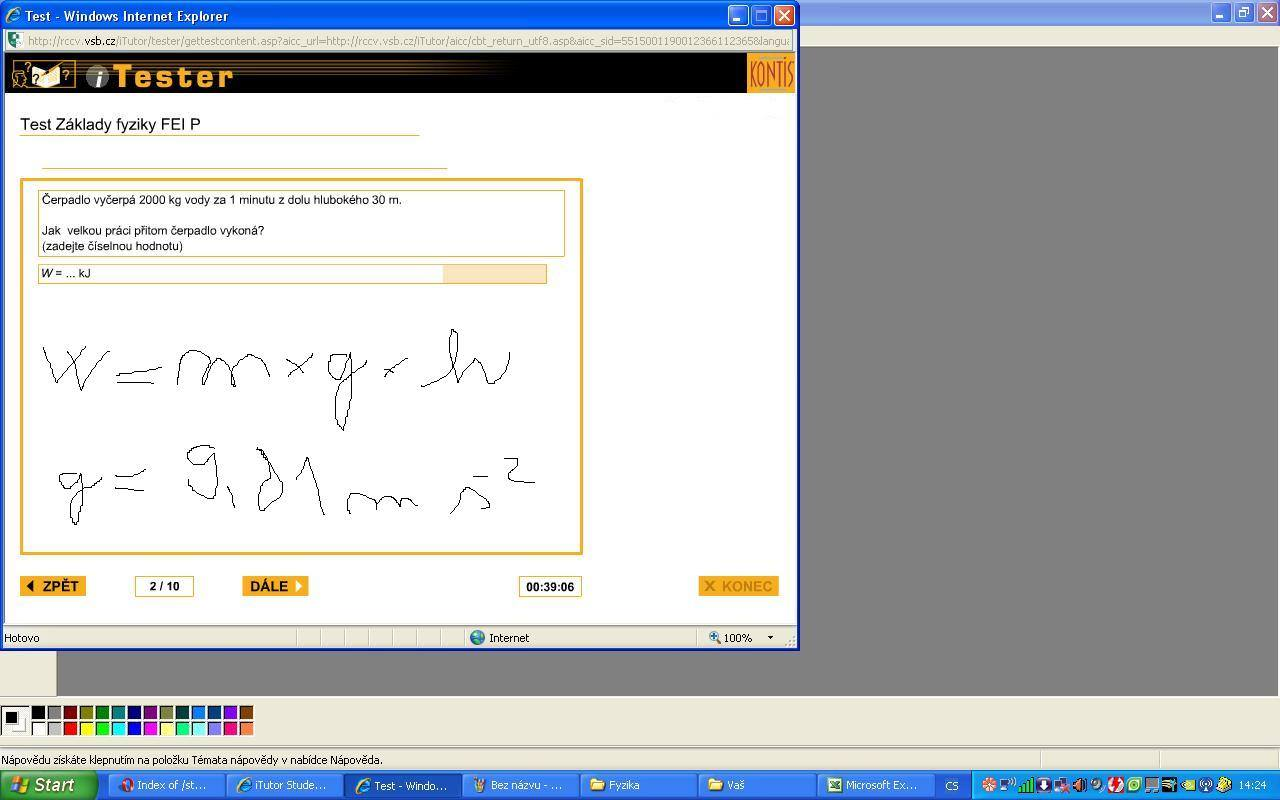 Test - Windows Internet Explorer
http://rccv.vsb.cz/iTutor/tester/gettestcontent.asp?aicc_url=http://rccv.vsb.cz/iTutor/aicc/cbt_return_utf8.asp&aicc_sid=5515001190012366112365&langua
i Tester
KONTIS
Test Základy fyziky FEI P
Čerpadlo vyčerpá 2000 kg vody za 1 minutu z dolu hlubokého 30 m.
Jak velkou práci přitom čerpadlo vykoná?
(zadejte číselnou hodnotu)
W = ... kJ
W = m × g × h
g = 9,81 m s⁻²
ZPĚT
2 / 10
DÁLE
00:39:06
X KONEC
Hotovo
Internet
100%
Nápovědu získáte klepnutím na položku Témata nápovědy v nabídce Nápověda.
Start
Index of /st...
iTutor Stude...
Test - Windo...
Bez názvu - ...
Fyzika
Vaš
Microsoft Ex...
CS
14:24